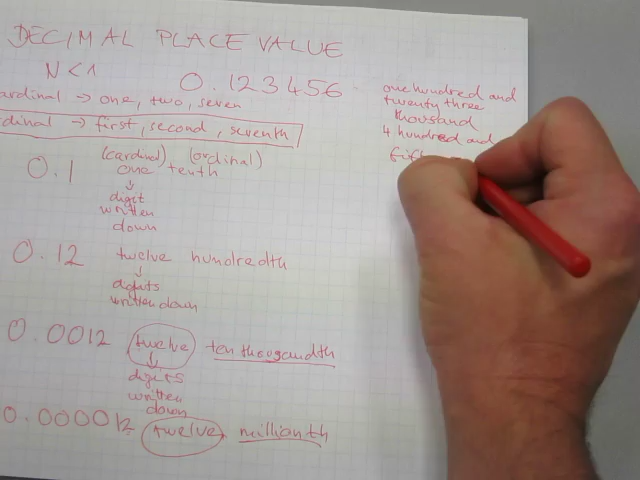 DECIMAL PLACE VALUE
N < 1
0.123456
ardinal → one, two, seven
dinal → first, second, seventh
one hundred and
twenty three
thousand
4 hundred and
(cardinal) (ordinal)
0.1 one tenth
↓
digit
written
down
0.12 twelve hundredth
↓
digits
written down
0.0012 twelve ten thousandth
↓
digits
written
down
0.000012 twelve millionth